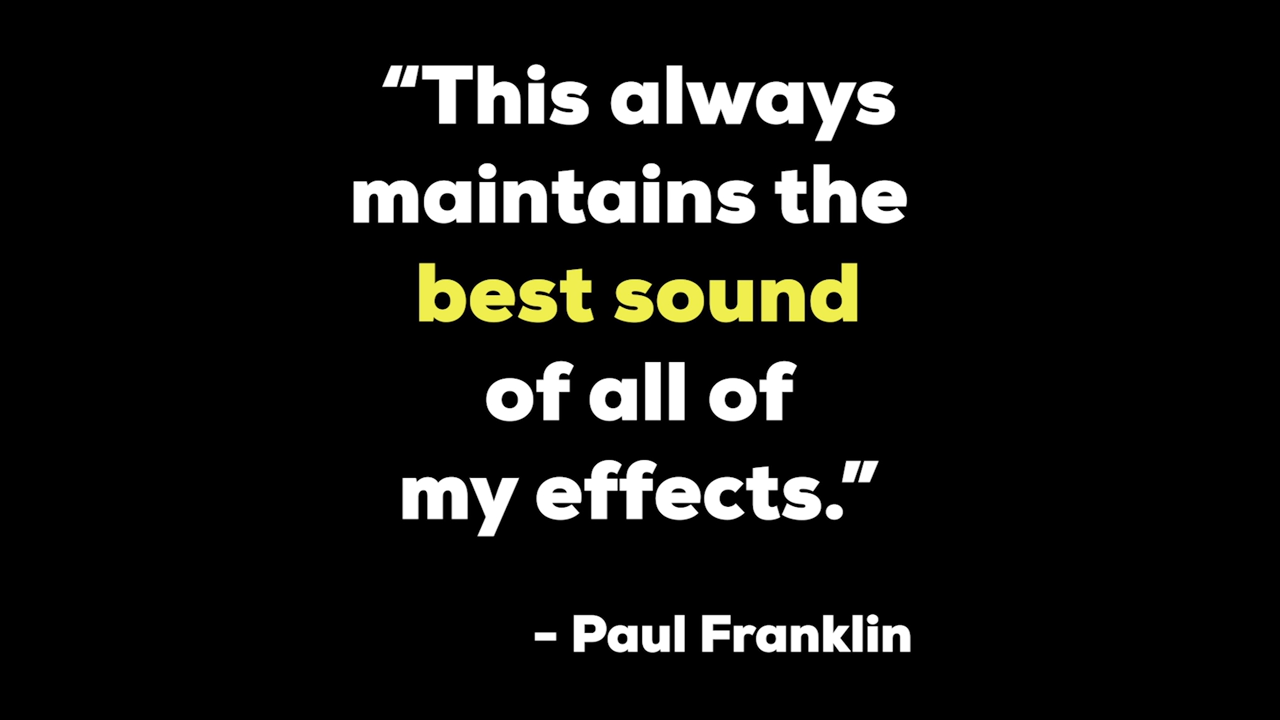 “This always
maintains the
best sound
of all of
my effects.”
- Paul Franklin